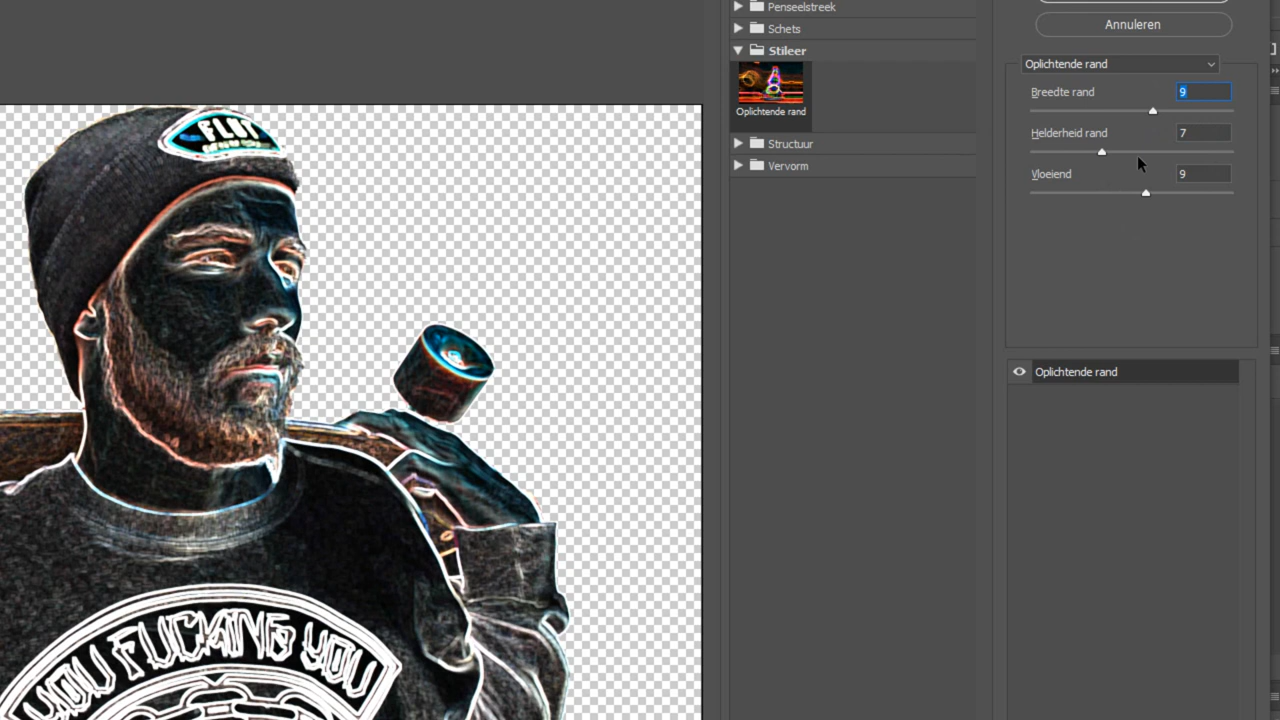 Penseelstreek
Schets
Stileer
Oplichtende rand
Structuur
Vervorm
Annuleren
Oplichtende rand
Breedte rand 9
Helderheid rand 7
Vloeiend 9
Oplichtende rand
YOU FUCKING YOU